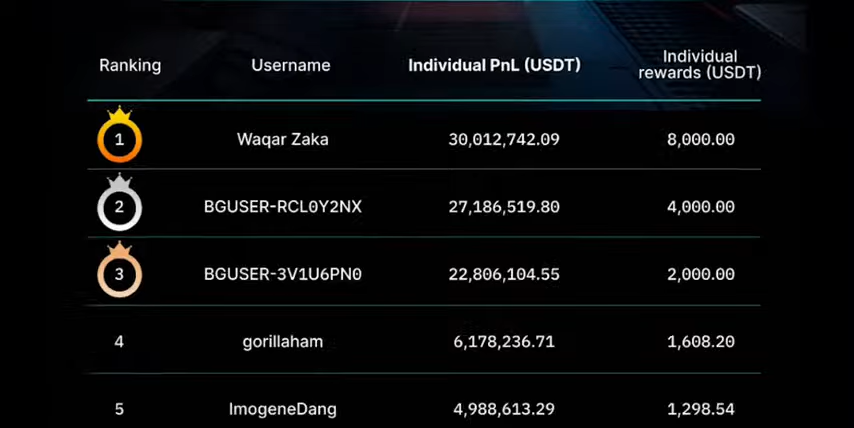 Ranking Username Individual PnL (USDT) Individual rewards (USDT)
1 Waqar Zaka 30,012,742.09 8,000.00
2 BGUSER-RCL0Y2NX 27,186,519.80 4,000.00
3 BGUSER-3V1U6PN0 22,806,104.55 2,000.00
4 gorillaham 6,178,236.71 1,608.20
5 ImogeneDang 4,988,613.29 1,298.54